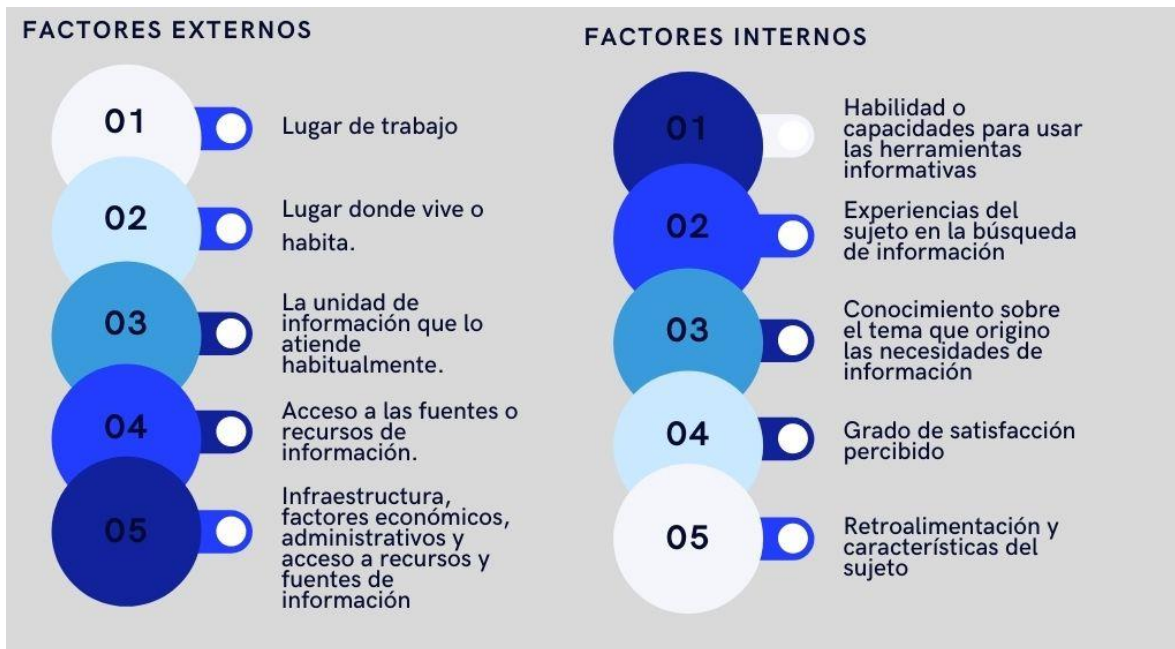 FACTORES EXTERNOS
01
Lugar de trabajo
02
Lugar donde vive o
habita.
03
La unidad de
información que lo
atiende
habitualmente.
04
Acceso a las fuentes o
recursos de
información.
05
Infraestructura,
factores económicos,
administrativos y
acceso a recursos y
fuentes de
información
FACTORES INTERNOS
01
Habilidad o
capacidades para usar
las herramientas
informativas
02
Experiencias del
sujeto en la búsqueda
de información
03
Conocimiento sobre
el tema que origino
las necesidades de
información
04
Grado de satisfacción
percibido
05
Retroalimentación y
características del
sujeto